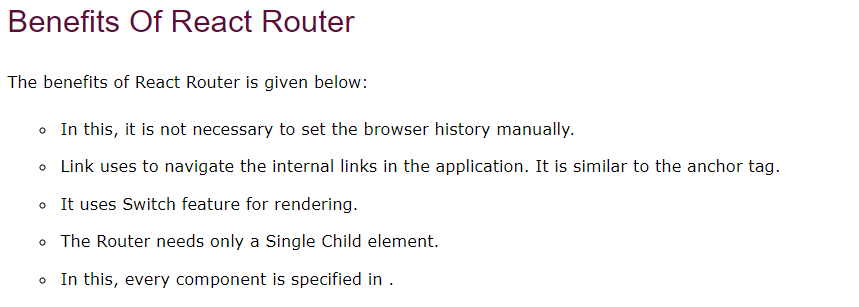 Benefits Of React Router
The benefits of React Router is given below:
In this, it is not necessary to set the browser history manually.
Link uses to navigate the internal links in the application. It is similar to the anchor tag.
It uses Switch feature for rendering.
The Router needs only a Single Child element.
In this, every component is specified in .